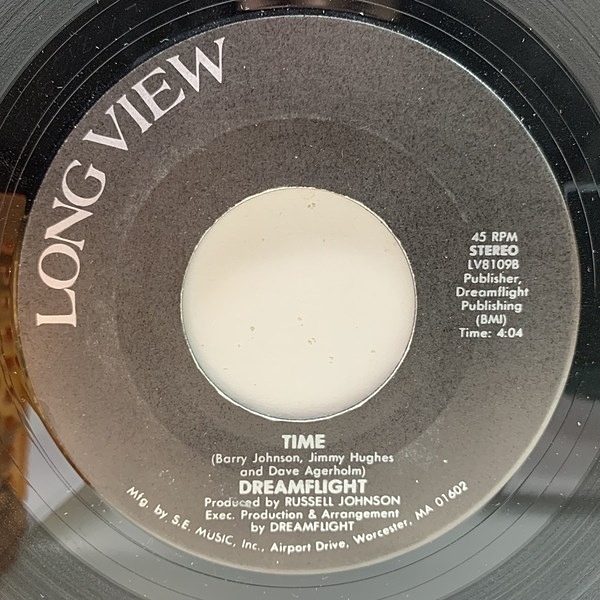 LONG VIEW
45 RPM
STEREO
LV8109B
Publisher,
Dreamflight
Publishing
(BMI)
Time: 4:04
TIME
(Barry Johnson, Jimmy Hughes
and Dave Agerholm)
DREAMFLIGHT
Produced by RUSSELL JOHNSON
Exec. Production & Arrangement
by DREAMFLIGHT
Mfg. by S.E. MUSIC, Inc., Airport Drive, Worcester, MA 01602